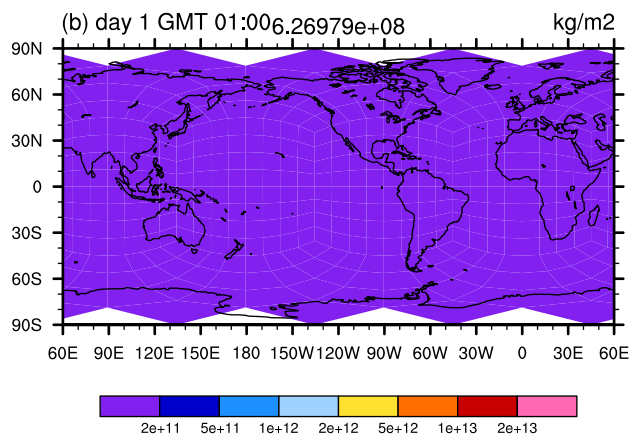 (b) day 1 GMT 01:00 6.26979e+08 kg/m2
90N
60N
30N
0
30S
60S
90S
60E 90E 120E 150E 180 150W 120W 90W 60W 30W 0 30E 60E
2e+11 5e+11 1e+12 2e+12 5e+12 1e+13 2e+13